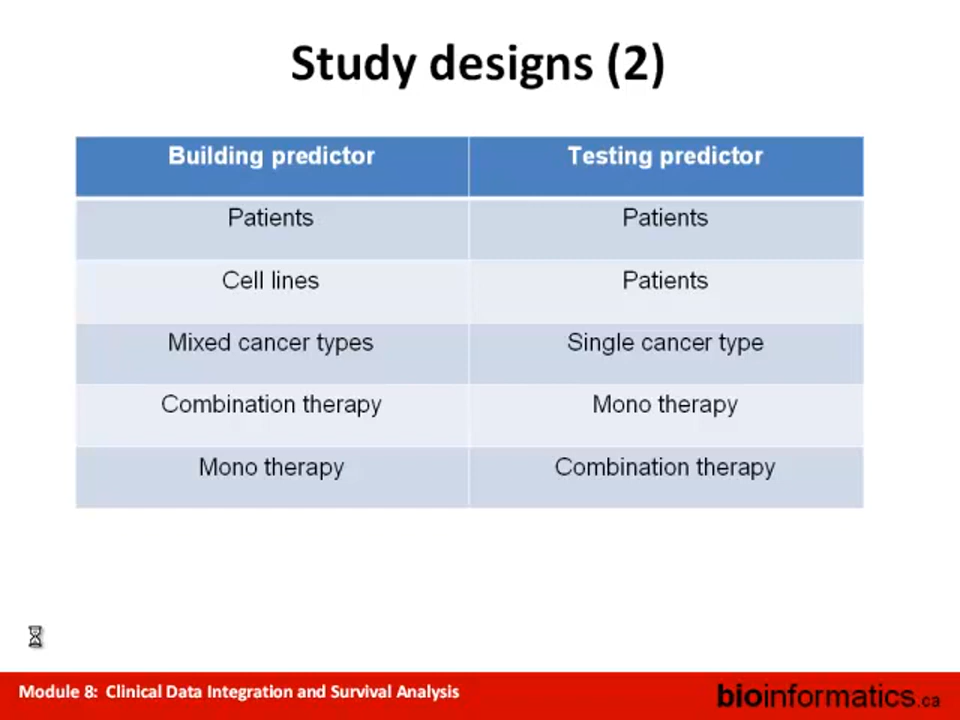 Study designs (2)
Building predictor Testing predictor
Patients Patients
Cell lines Patients
Mixed cancer types Single cancer type
Combination therapy Mono therapy
Mono therapy Combination therapy
Module 8: Clinical Data Integration and Survival Analysis
bioinformatics.ca